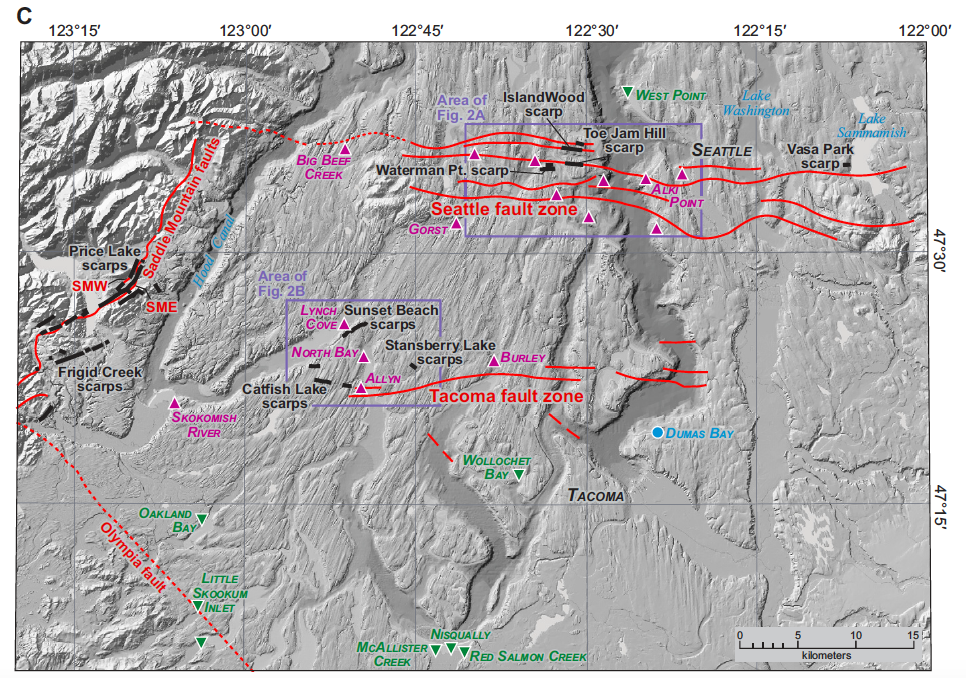 C
123°15'
123°00'
122°45'
122°30'
122°15'
122°00'
Area of
Fig. 2A
IslandWood
scarp
WEST POINT
Lake
Washington
Lake
Sammamish
Toe Jam Hill
scarp
SEATTLE
Vasa Park
scarp
BIG BEEF
CREEK
Waterman Pt. scarp
ALKI
POINT
Seattle fault zone
GORST
Saddle Mountain faults
Hood Canal
Price Lake
scarps
SMW
SME
47°30'
Area of
Fig. 2B
LYNCH
COVE
Sunset Beach
scarps
NORTH BAY
Stansberry Lake
scarps
BURLEY
Frigid Creek
scarps
ALLYN
Catfish Lake
scarps
Tacoma fault zone
SKOKOMISH
RIVER
DUMAS BAY
WOLLOCHET
BAY
TACOMA
47°15'
OAKLAND
BAY
Olympia fault
LITTLE
SKOOKUM
INLET
NISQUALLY
MCALLISTER
CREEK
RED SALMON CREEK
0 5 10 15
kilometers